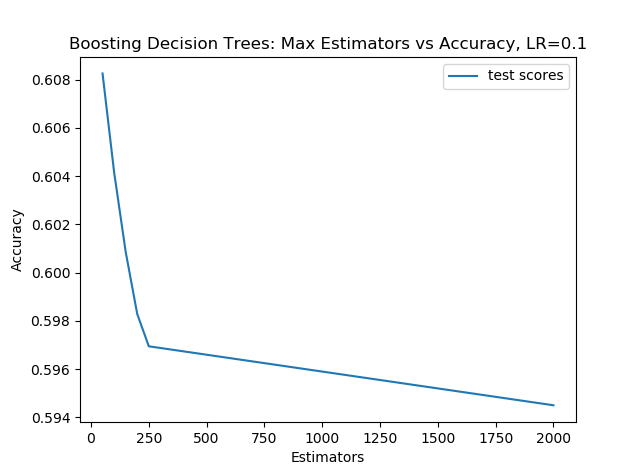 Boosting Decision Trees: Max Estimators vs Accuracy, LR=0.1
test scores
0.608
0.606
0.604
0.602
0.600
0.598
0.596
0.594
Accuracy
0 250 500 750 1000 1250 1500 1750 2000
Estimators